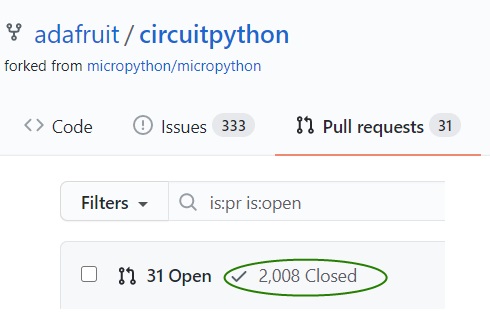 adafruit / circuitpython
forked from micropython/micropython
Code Issues 333 Pull requests 31
Filters is:pr is:open
31 Open 2,008 Closed